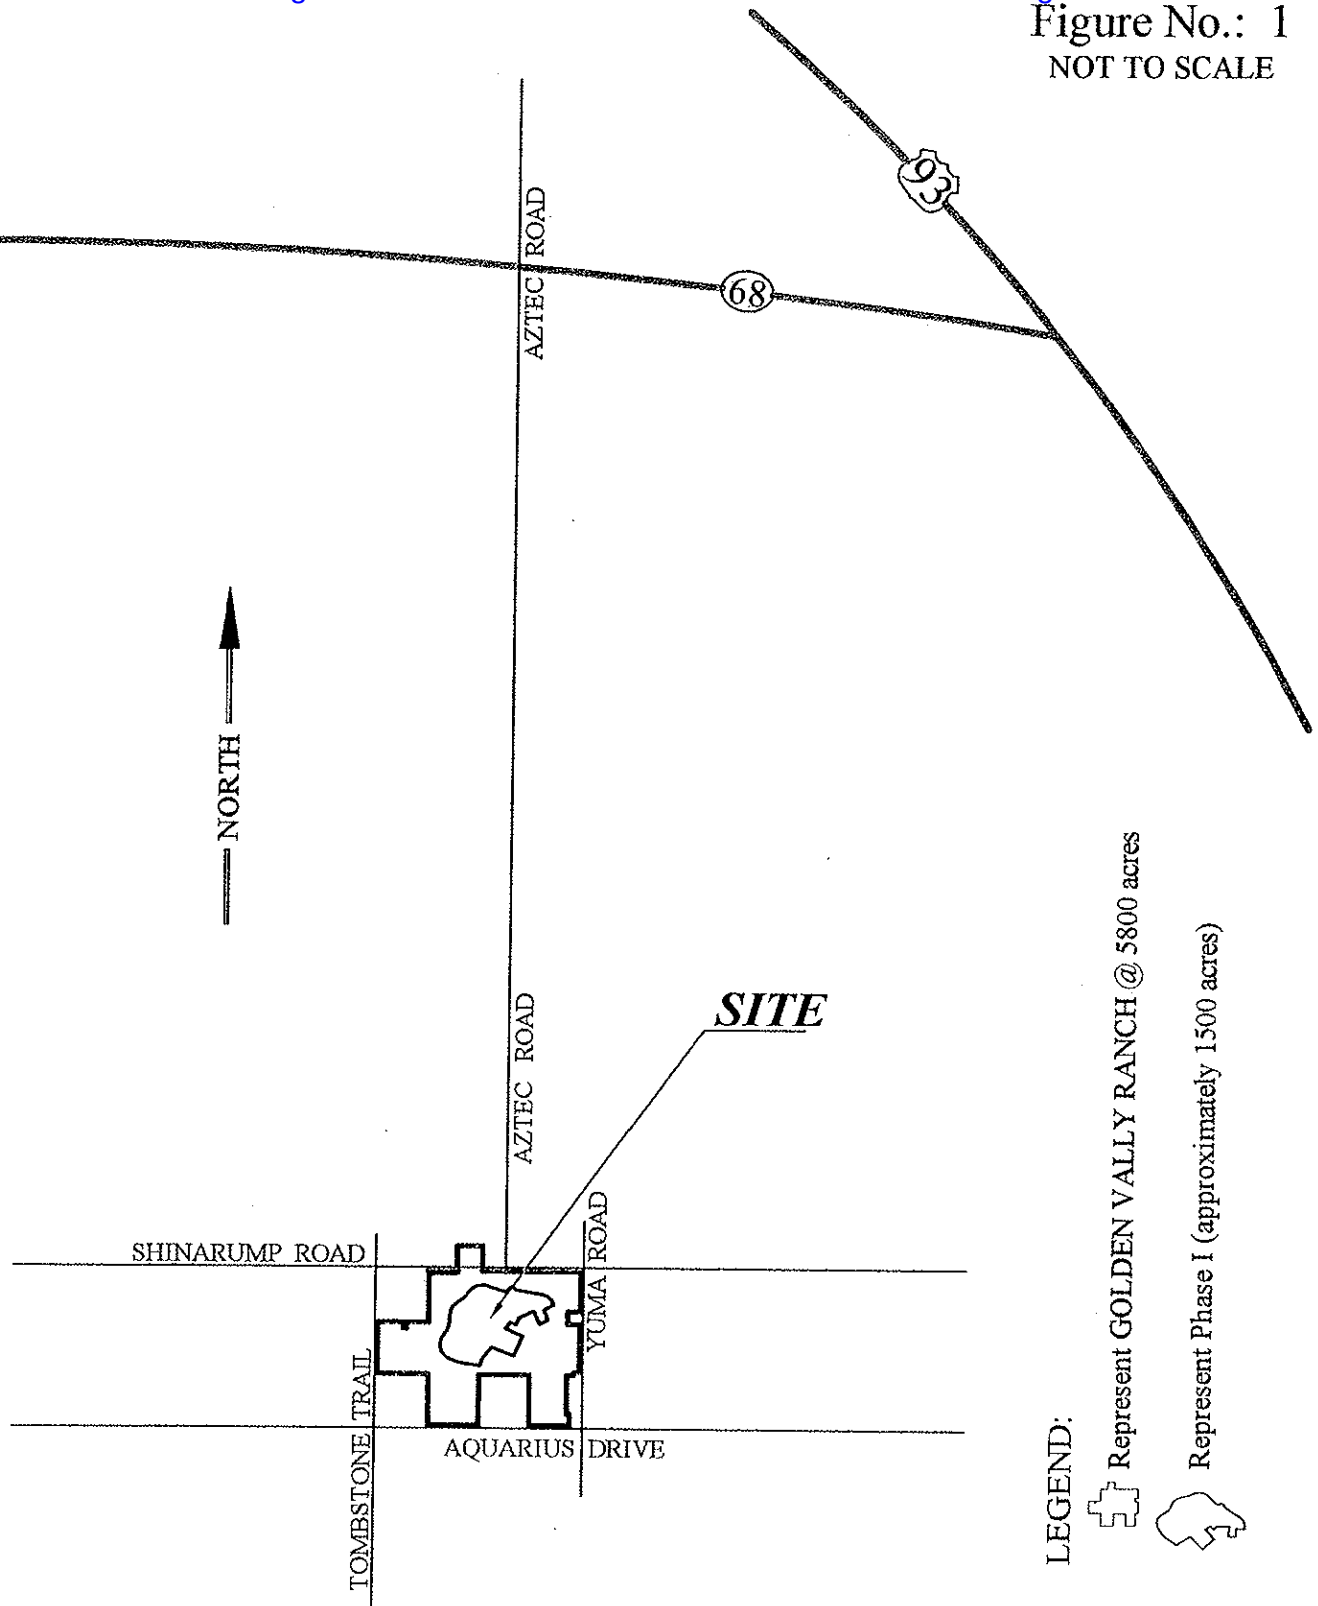 Figure No.: 1
NOT TO SCALE
93
68
AZTEC ROAD
NORTH
SITE
AZTEC ROAD
SHINARUMP ROAD
YUMA ROAD
TOMBSTONE TRAIL
AQUARIUS DRIVE
LEGEND:
Represent GOLDEN VALLY RANCH @ 5800 acres
Represent Phase I (approximately 1500 acres)